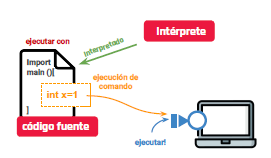 ejecutar con
Intérprete
interpretado
Import
main (){
ejecución de
comando
int x=1
]
código fuente
ejecutar!